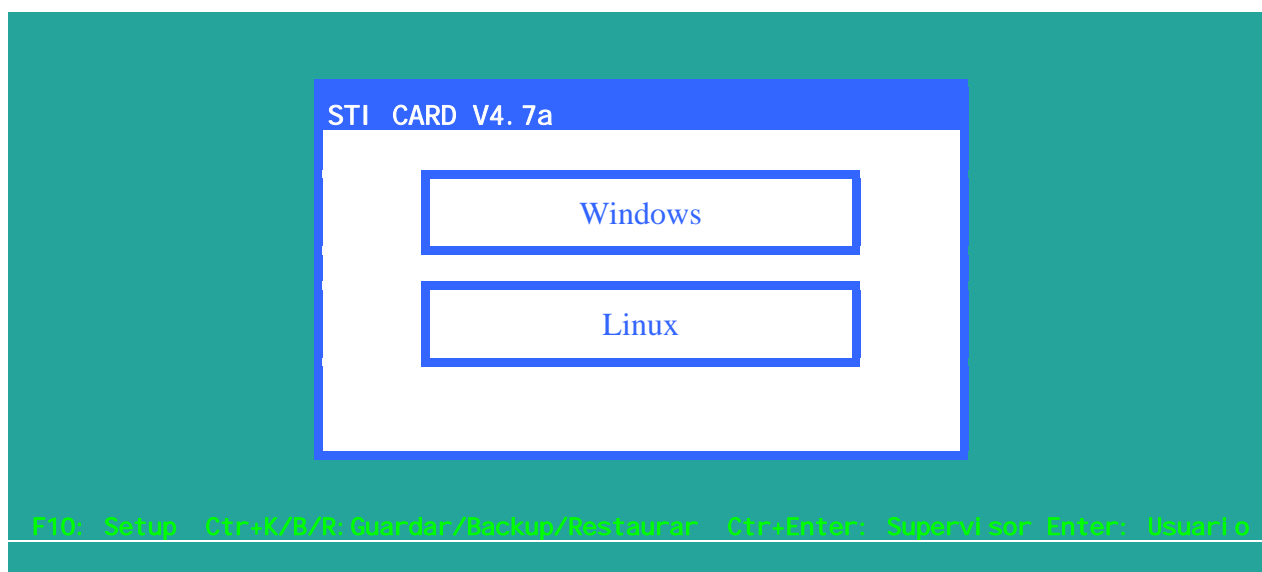 STI CARD V4.7a
Windows
Linux
F10: Setup Ctr+K/B/R:Guardar/Backup/Restaurar Ctr+Enter: Supervisor Enter: Usuario